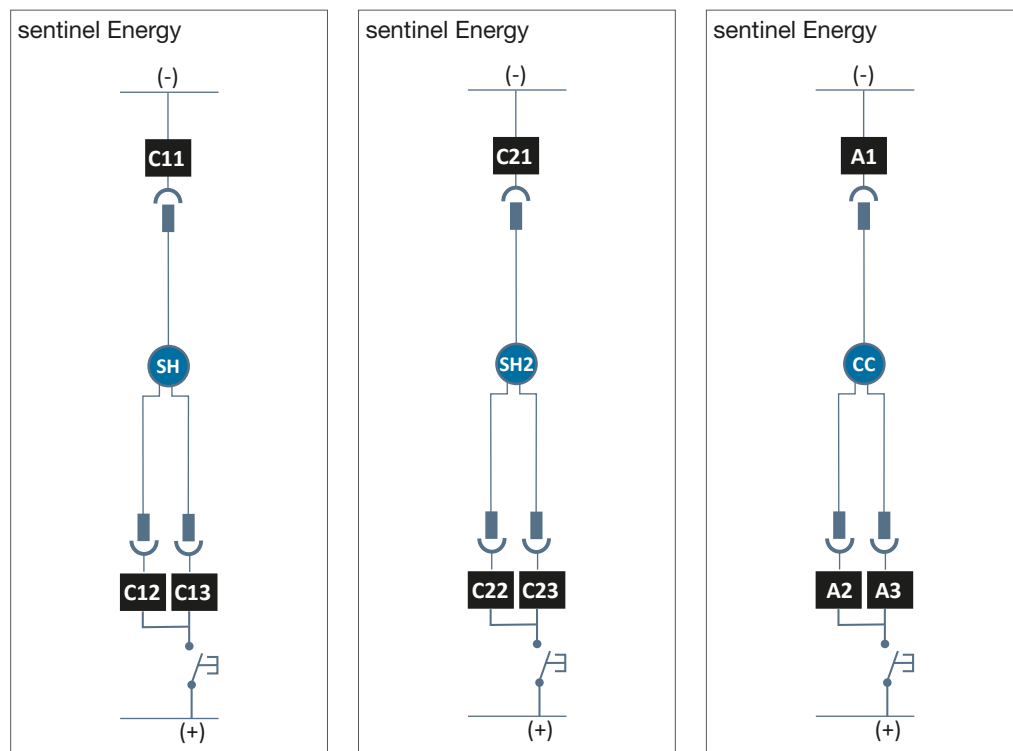 sentinel Energy
(-)
C11
SH
C12 C13
(+)
sentinel Energy
(-)
C21
SH2
C22 C23
(+)
sentinel Energy
(-)
A1
CC
A2 A3
(+)